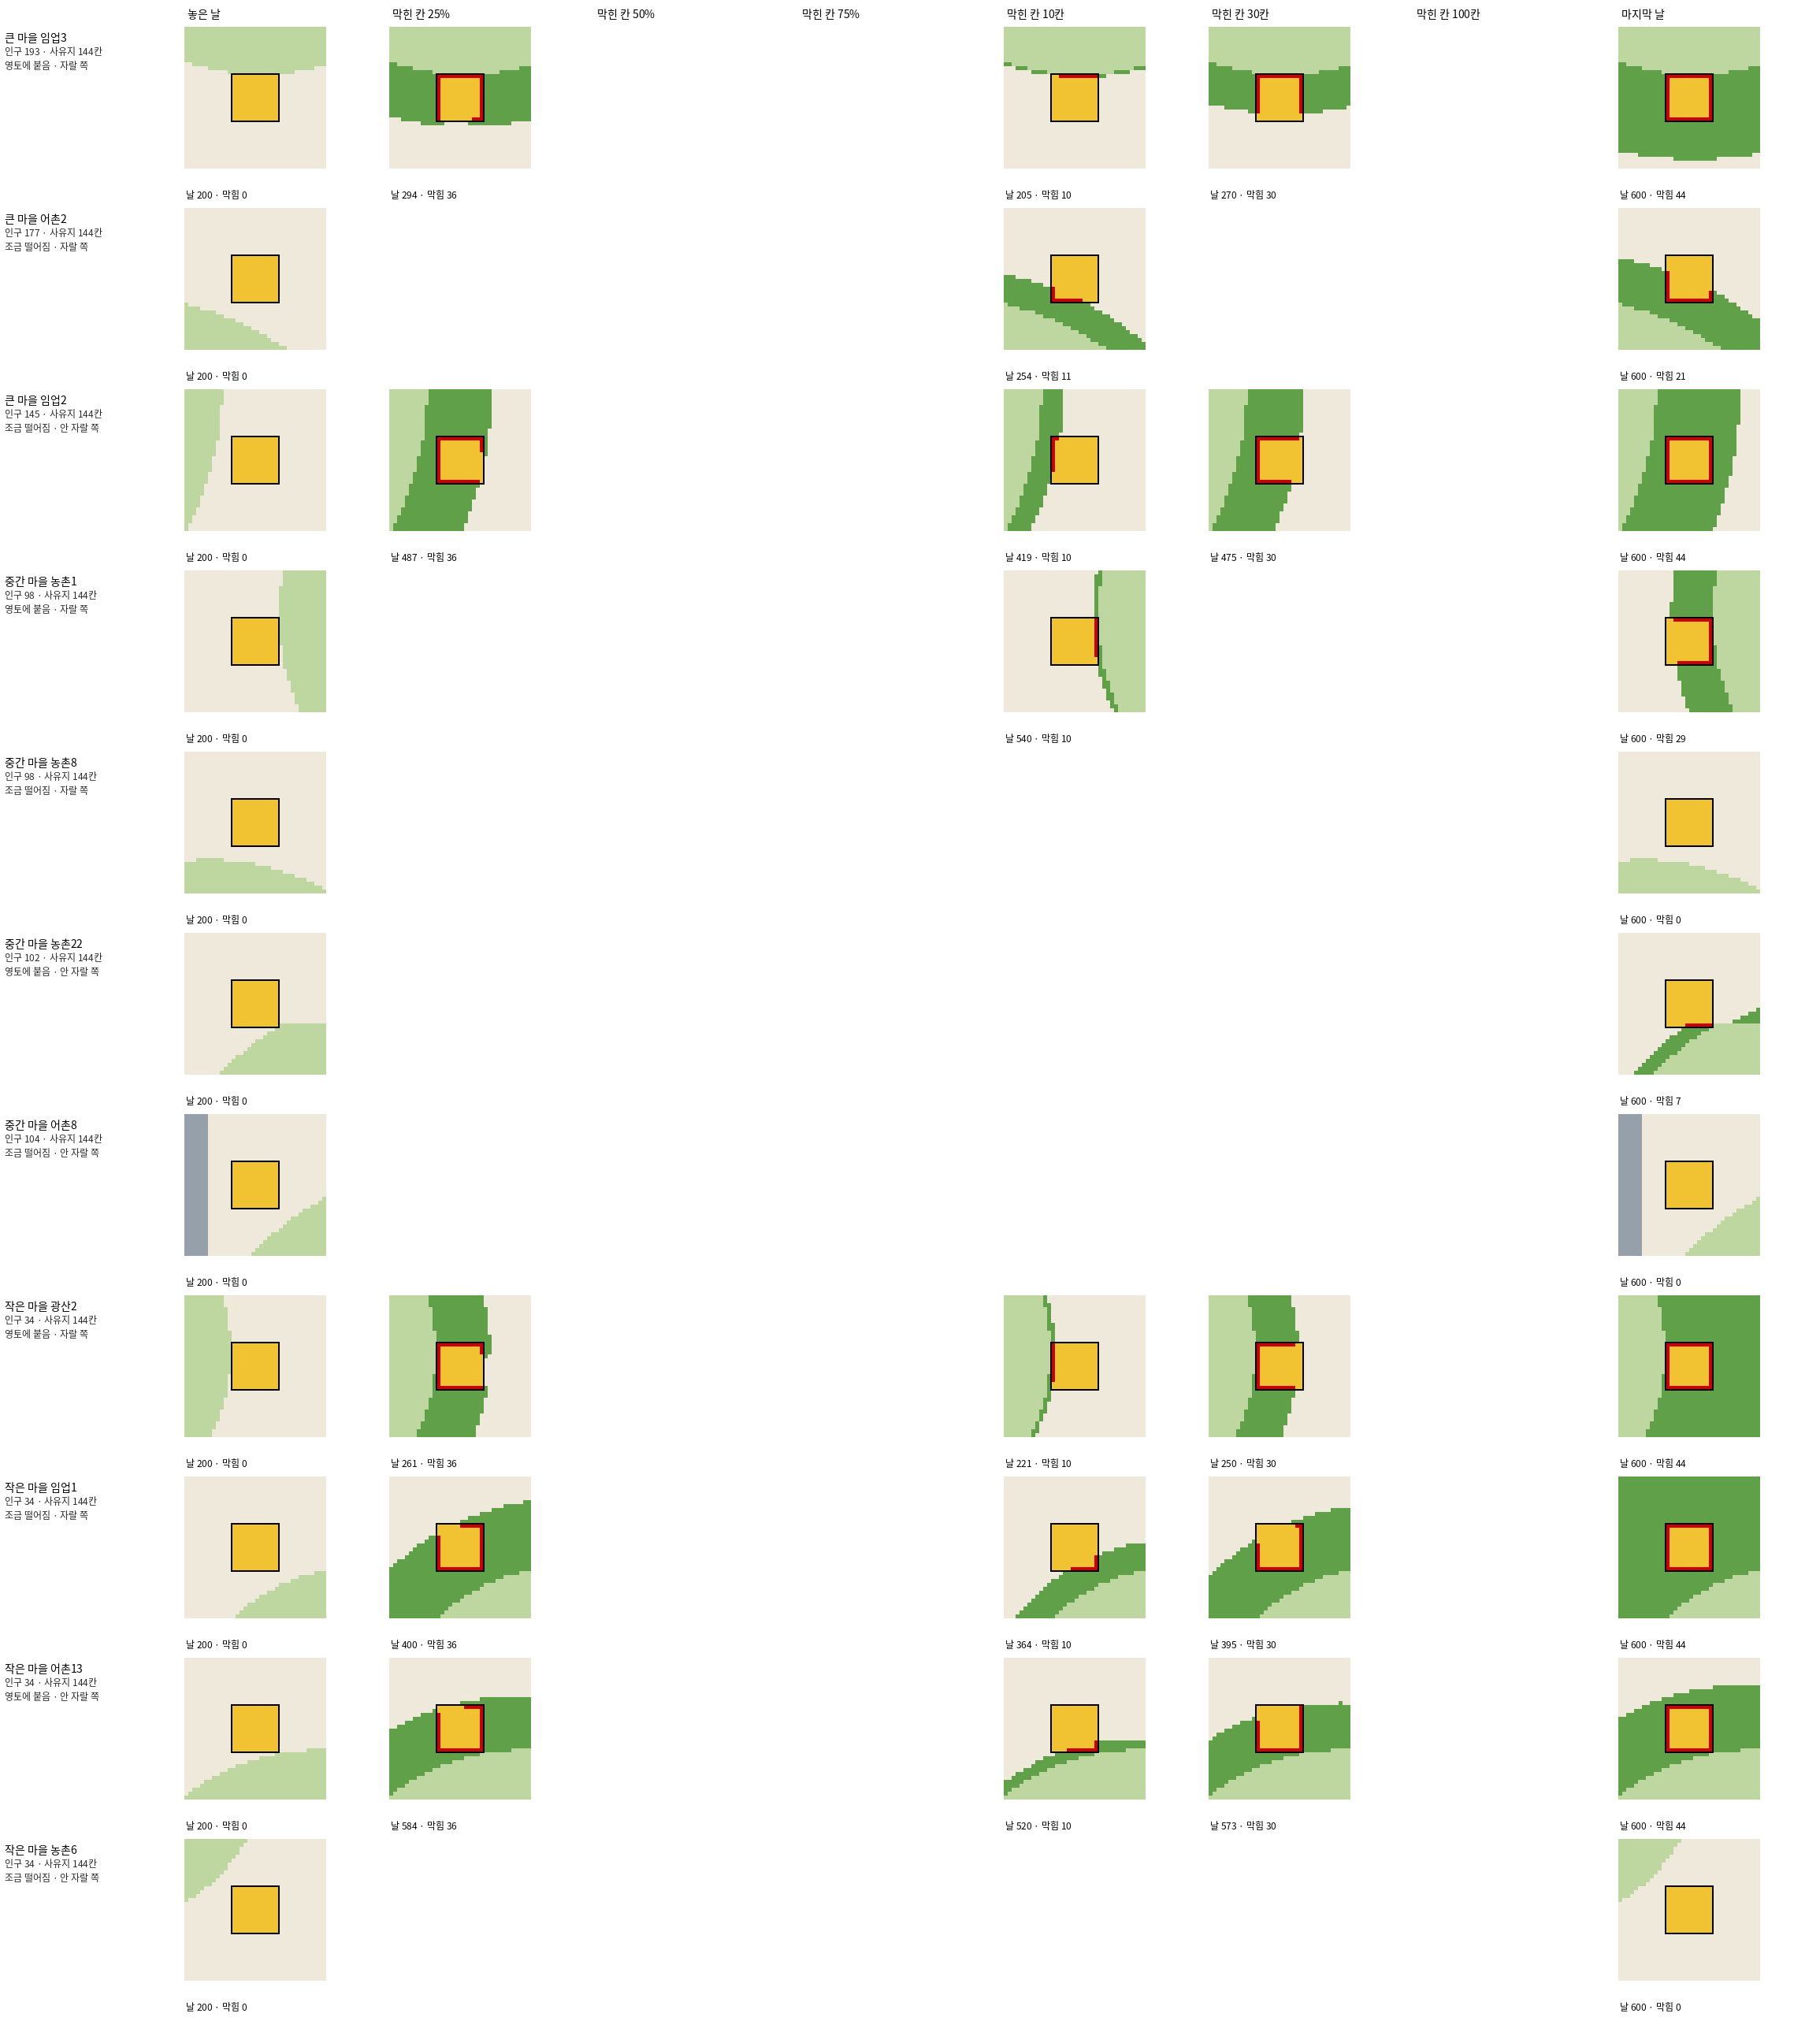 놓은 날
막힌 칸 25%
막힌 칸 50%
막힌 칸 75%
막힌 칸 10칸
막힌 칸 30칸
막힌 칸 100칸
마지막 날
큰 마을 임업3
인구 193 · 사유지 144칸
영토에 붙음 · 자랄 쪽
날 200 · 막힘 0
날 294 · 막힘 36
날 205 · 막힘 10
날 270 · 막힘 30
날 600 · 막힘 44
큰 마을 어촌2
인구 177 · 사유지 144칸
조금 떨어짐 · 자랄 쪽
날 200 · 막힘 0
날 254 · 막힘 11
날 600 · 막힘 21
큰 마을 임업2
인구 145 · 사유지 144칸
조금 떨어짐 · 안 자랄 쪽
날 200 · 막힘 0
날 487 · 막힘 36
날 419 · 막힘 10
날 475 · 막힘 30
날 600 · 막힘 44
중간 마을 농촌1
인구 98 · 사유지 144칸
영토에 붙음 · 자랄 쪽
날 200 · 막힘 0
날 540 · 막힘 10
날 600 · 막힘 29
중간 마을 농촌8
인구 98 · 사유지 144칸
조금 떨어짐 · 자랄 쪽
날 200 · 막힘 0
날 600 · 막힘 0
중간 마을 농촌22
인구 102 · 사유지 144칸
영토에 붙음 · 안 자랄 쪽
날 200 · 막힘 0
날 600 · 막힘 7
중간 마을 어촌8
인구 104 · 사유지 144칸
조금 떨어짐 · 안 자랄 쪽
날 200 · 막힘 0
날 600 · 막힘 0
작은 마을 광산2
인구 34 · 사유지 144칸
영토에 붙음 · 자랄 쪽
날 200 · 막힘 0
날 261 · 막힘 36
날 221 · 막힘 10
날 250 · 막힘 30
날 600 · 막힘 44
작은 마을 임업1
인구 34 · 사유지 144칸
조금 떨어짐 · 자랄 쪽
날 200 · 막힘 0
날 400 · 막힘 36
날 364 · 막힘 10
날 395 · 막힘 30
날 600 · 막힘 44
작은 마을 어촌13
인구 34 · 사유지 144칸
영토에 붙음 · 안 자랄 쪽
날 200 · 막힘 0
날 584 · 막힘 36
날 520 · 막힘 10
날 573 · 막힘 30
날 600 · 막힘 44
작은 마을 농촌6
인구 34 · 사유지 144칸
조금 떨어짐 · 안 자랄 쪽
날 200 · 막힘 0
날 600 · 막힘 0